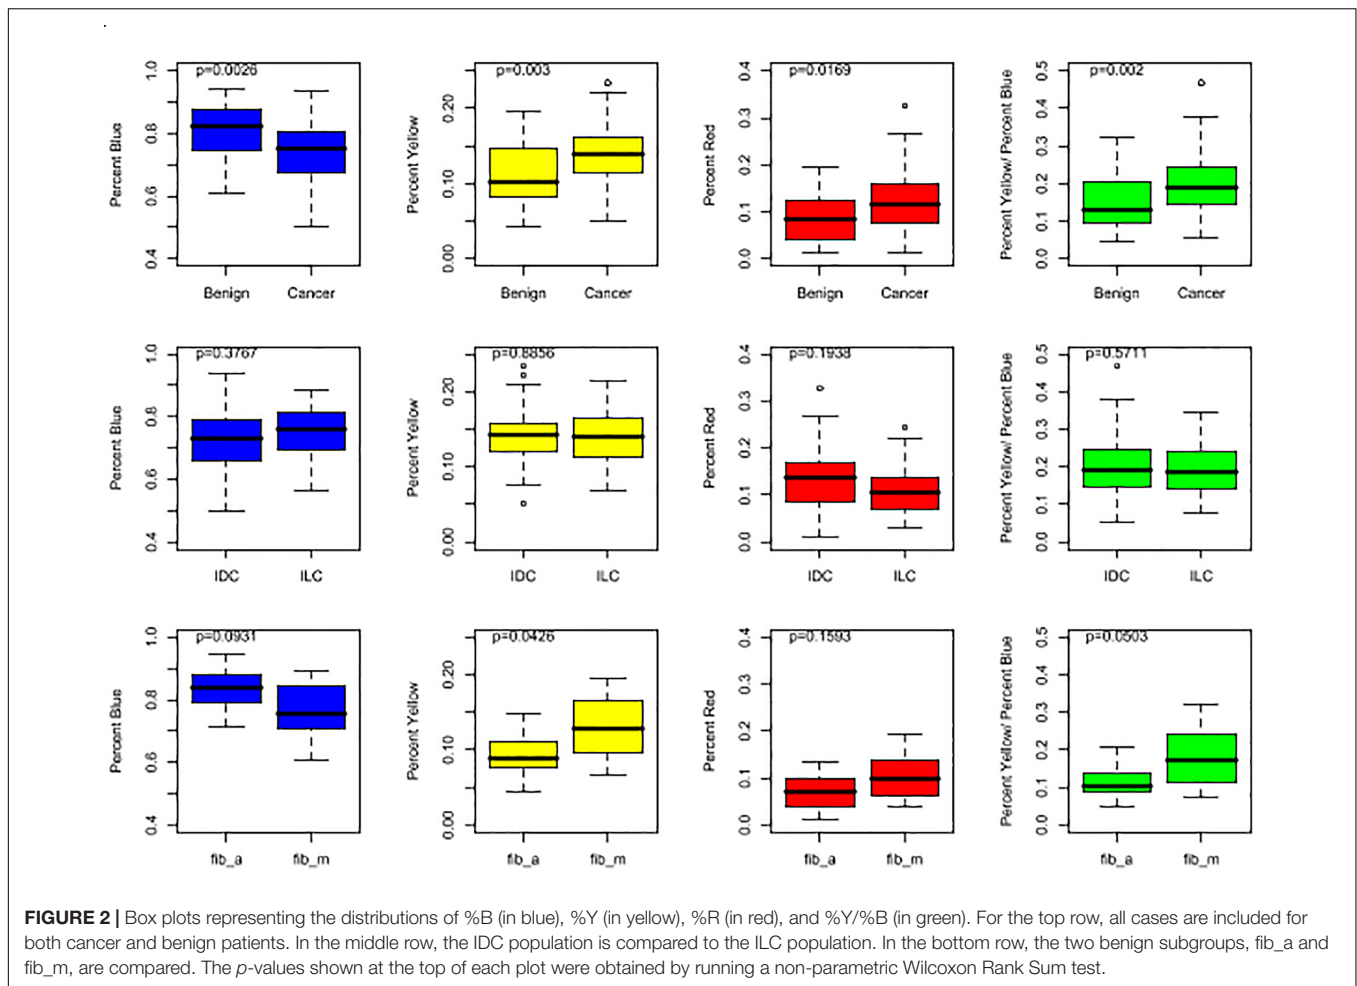 p=0.0026
Percent Blue
1.0
0.8
0.6
0.4
Benign Cancer
p=0.003
Percent Yellow
0.20
0.10
0.00
Benign Cancer
p=0.0169
Percent Red
0.4
0.3
0.2
0.1
0.0
Benign Cancer
p=0.002
Percent Yellow/ Percent Blue
0.5
0.4
0.3
0.2
0.1
0.0
Benign Cancer
p=0.3767
Percent Blue
1.0
0.8
0.6
0.4
IDC ILC
p=0.8856
Percent Yellow
0.20
0.10
0.00
IDC ILC
p=0.1938
Percent Red
0.4
0.3
0.2
0.1
0.0
IDC ILC
p=0.5711
Percent Yellow/ Percent Blue
0.5
0.4
0.3
0.2
0.1
0.0
IDC ILC
p=0.0931
Percent Blue
1.0
0.8
0.6
0.4
fib_a fib_m
p=0.0426
Percent Yellow
0.20
0.10
0.00
fib_a fib_m
p=0.1593
Percent Red
0.4
0.3
0.2
0.1
0.0
fib_a fib_m
p=0.0503
Percent Yellow/ Percent Blue
0.5
0.4
0.3
0.2
0.1
0.0
fib_a fib_m
FIGURE 2 | Box plots representing the distributions of %B (in blue), %Y (in yellow), %R (in red), and %Y/%B (in green). For the top row, all cases are included for
both cancer and benign patients. In the middle row, the IDC population is compared to the ILC population. In the bottom row, the two benign subgroups, fib_a and
fib_m, are compared. The p-values shown at the top of each plot were obtained by running a non-parametric Wilcoxon Rank Sum test.